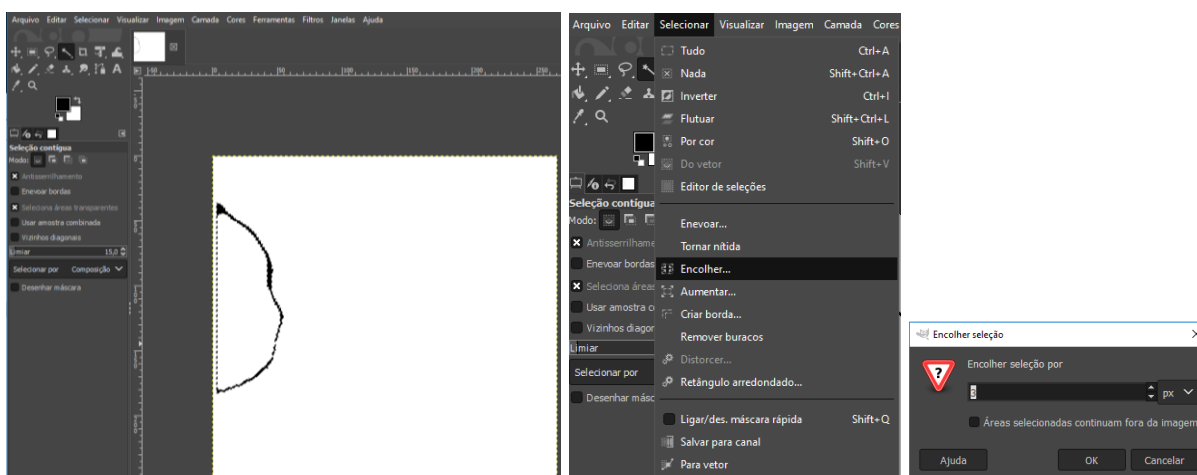 Arquivo Editar Selecionar Visualizar Imagem Camada Cores Ferramentas Filtros Janelas Ajuda
Seleção contígua
Modo:
Antisserrilhamento
Enevoar bordas
Seleciona áreas transparentes
Usar amostra combinada
Vizinhos diagonais
Limiar 15,0
Selecionar por Composição
Desenhar máscara
Arquivo Editar Selecionar Visualizar Imagem Camada Cores
Tudo Ctrl+A
Nada Shift+Ctrl+A
Inverter Ctrl+I
Flutuar Shift+Ctrl+L
Por cor Shift+O
Do vetor Shift+V
Editor de seleções
Enevoar...
Tornar nítida
Encolher...
Aumentar...
Criar borda...
Remover buracos
Distorcer...
Retângulo arredondado...
Ligar/des. máscara rápida Shift+Q
Salvar para canal
Para vetor
Seleção contígua
Modo:
Antisserrilhame
Enevoar bordas
Seleciona áreas
Usar amostra c
Vizinhos diagon
Limiar
Selecionar por
Desenhar másc
Encolher seleção
Encolher seleção por
3 px
Áreas selecionadas continuam fora da imagem
Ajuda OK Cancelar